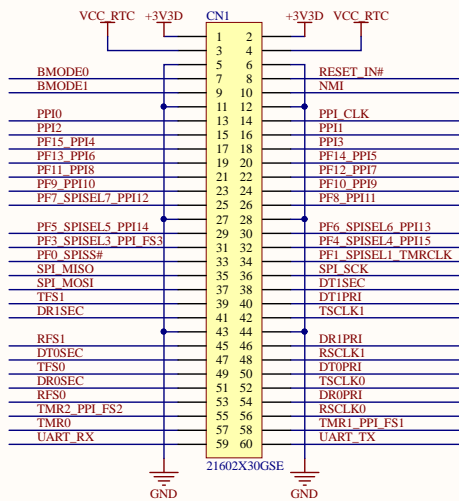 VCC_RTC +3V3D CN1 +3V3D VCC_RTC
1 2
3 4
5 6
BMODE0 7 8 RESET_IN#
BMODE1 9 10 NMI
11 12
PPI0 13 14 PPI_CLK
PPI2 15 16 PPI1
PF15_PPI4 17 18 PPI3
PF13_PPI6 19 20 PF14_PPI5
PF11_PPI8 21 22 PF12_PPI7
PF9_PPI10 23 24 PF10_PPI9
PF7_SPISEL7_PPI12 25 26 PF8_PPI11
27 28
PF5_SPISEL5_PPI14 29 30 PF6_SPISEL6_PPI13
PF3_SPISEL3_PPI_FS3 31 32 PF4_SPISEL4_PPI15
PF0_SPISS# 33 34 PF1_SPISEL1_TMRCLK
SPI_MISO 35 36 SPI_SCK
SPI_MOSI 37 38 DT1SEC
TFS1 39 40 DT1PRI
DR1SEC 41 42 TSCLK1
43 44
RFS1 45 46 DR1PRI
DT0SEC 47 48 RSCLK1
TFS0 49 50 DT0PRI
DR0SEC 51 52 TSCLK0
RFS0 53 54 DR0PRI
TMR2_PPI_FS2 55 56 RSCLK0
TMR0 57 58 TMR1_PPI_FS1
UART_RX 59 60 UART_TX
21602X30GSE
GND GND